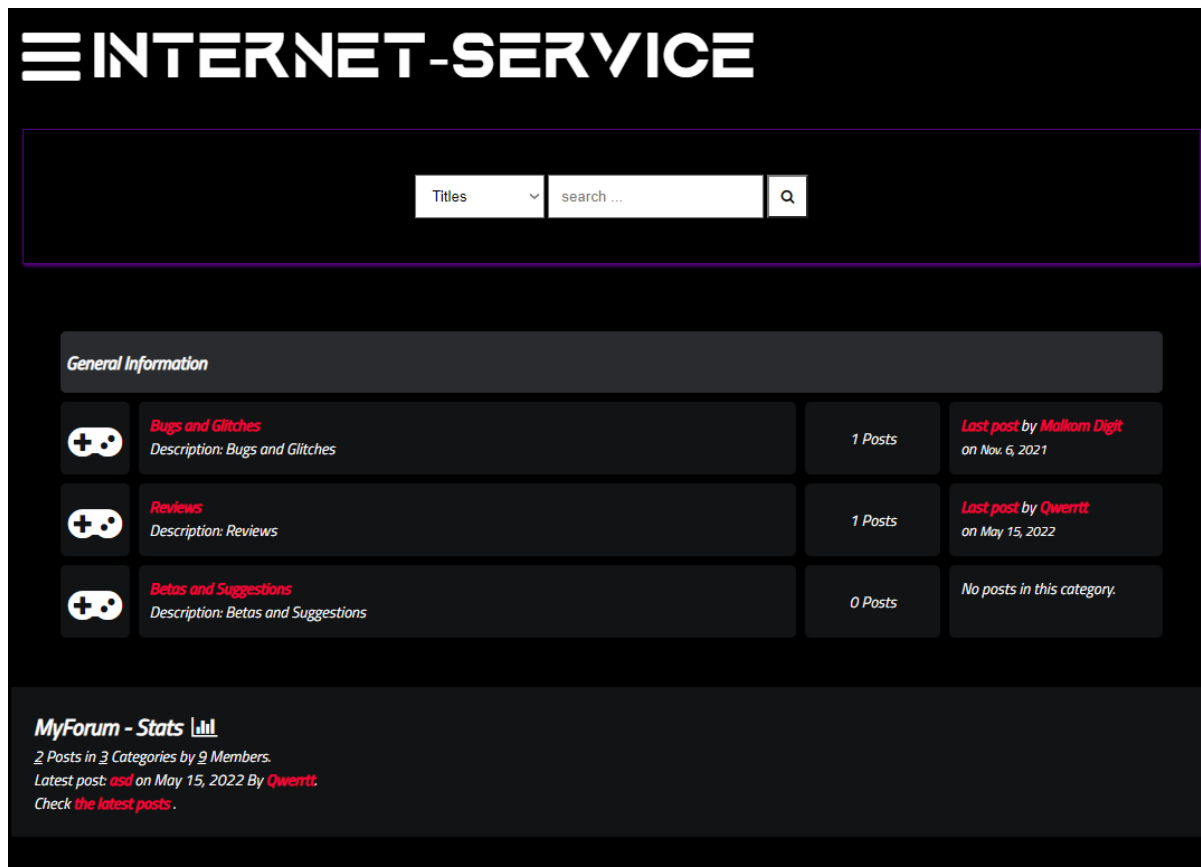 INTERNET-SERVICE
Titles search ...
General Information
Bugs and Glitches
Description: Bugs and Glitches
1 Posts
Last post by Malkom Digit
on Nov. 6, 2021
Reviews
Description: Reviews
1 Posts
Last post by Qwerrtt
on May 15, 2022
Betas and Suggestions
Description: Betas and Suggestions
0 Posts
No posts in this category.
MyForum - Stats
2 Posts in 3 Categories by 9 Members.
Latest post: asd on May 15, 2022 By Qwerrtt.
Check the latest posts .